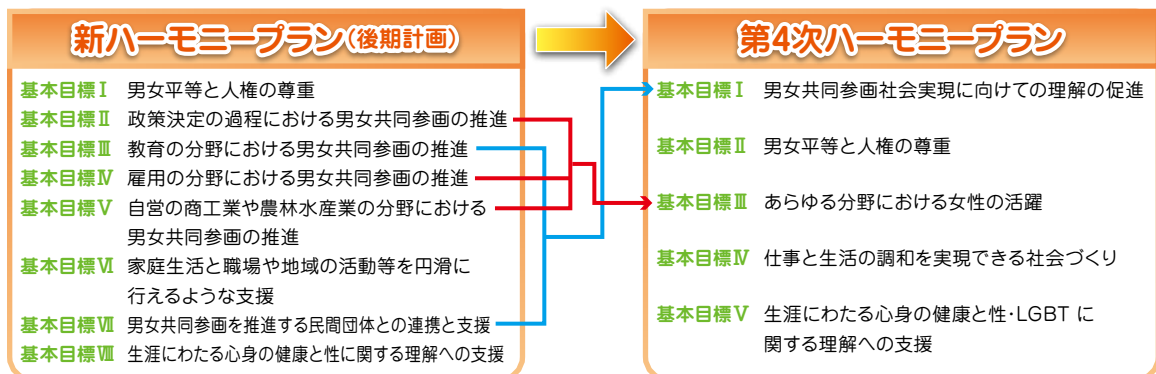 新ハーモニープラン(後期計画)
基本目標Ⅰ 男女平等と人権の尊重
基本目標Ⅱ 政策決定の過程における男女共同参画の推進
基本目標Ⅲ 教育の分野における男女共同参画の推進
基本目標Ⅳ 雇用の分野における男女共同参画の推進
基本目標Ⅴ 自営の商工業や農林水産業の分野における
男女共同参画の推進
基本目標Ⅵ 家庭生活と職場や地域の活動等を円滑に
行えるような支援
基本目標Ⅶ 男女共同参画を推進する民間団体との連携と支援
基本目標Ⅷ 生涯にわたる心身の健康と性に関する理解への支援
第4次ハーモニープラン
基本目標Ⅰ 男女共同参画社会実現に向けての理解の促進
基本目標Ⅱ 男女平等と人権の尊重
基本目標Ⅲ あらゆる分野における女性の活躍
基本目標Ⅳ 仕事と生活の調和を実現できる社会づくり
基本目標Ⅴ 生涯にわたる心身の健康と性・LGBT に
関する理解への支援